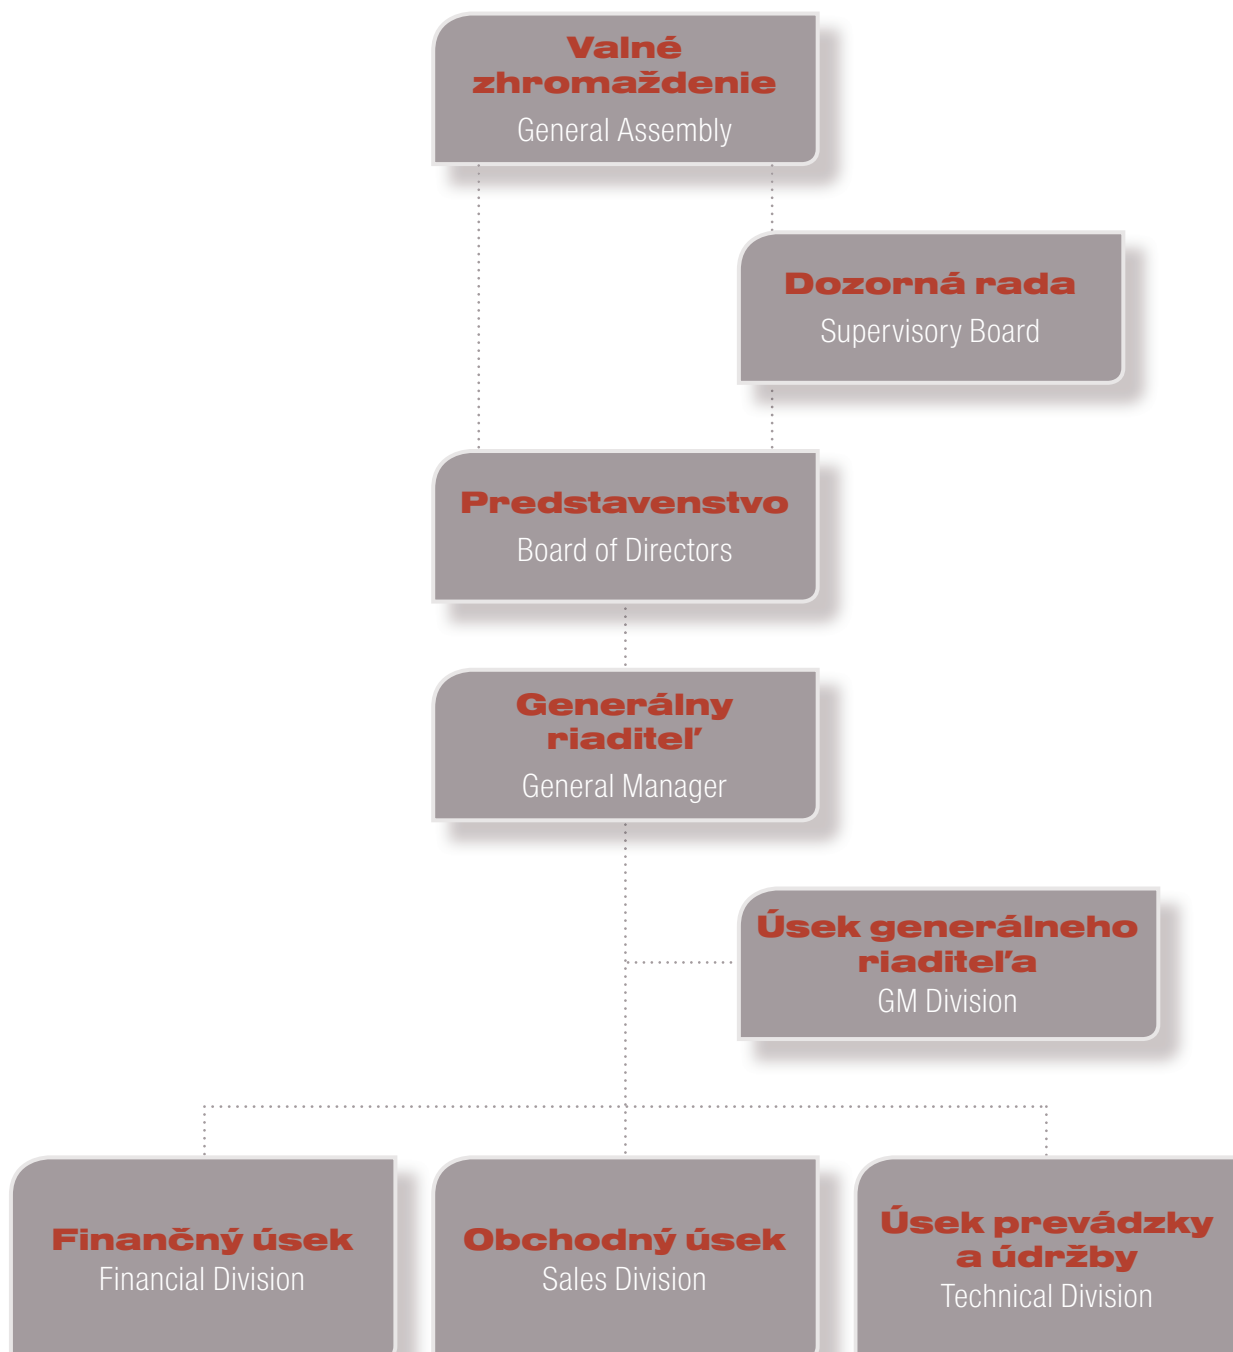 Valné
zhromaždenie
General Assembly
Dozorná rada
Supervisory Board
Predstavenstvo
Board of Directors
Generálny
riaditeľ
General Manager
Úsek generálneho
riaditeľa
GM Division
Finančný úsek
Financial Division
Obchodný úsek
Sales Division
Úsek prevádzky
a údržby
Technical Division